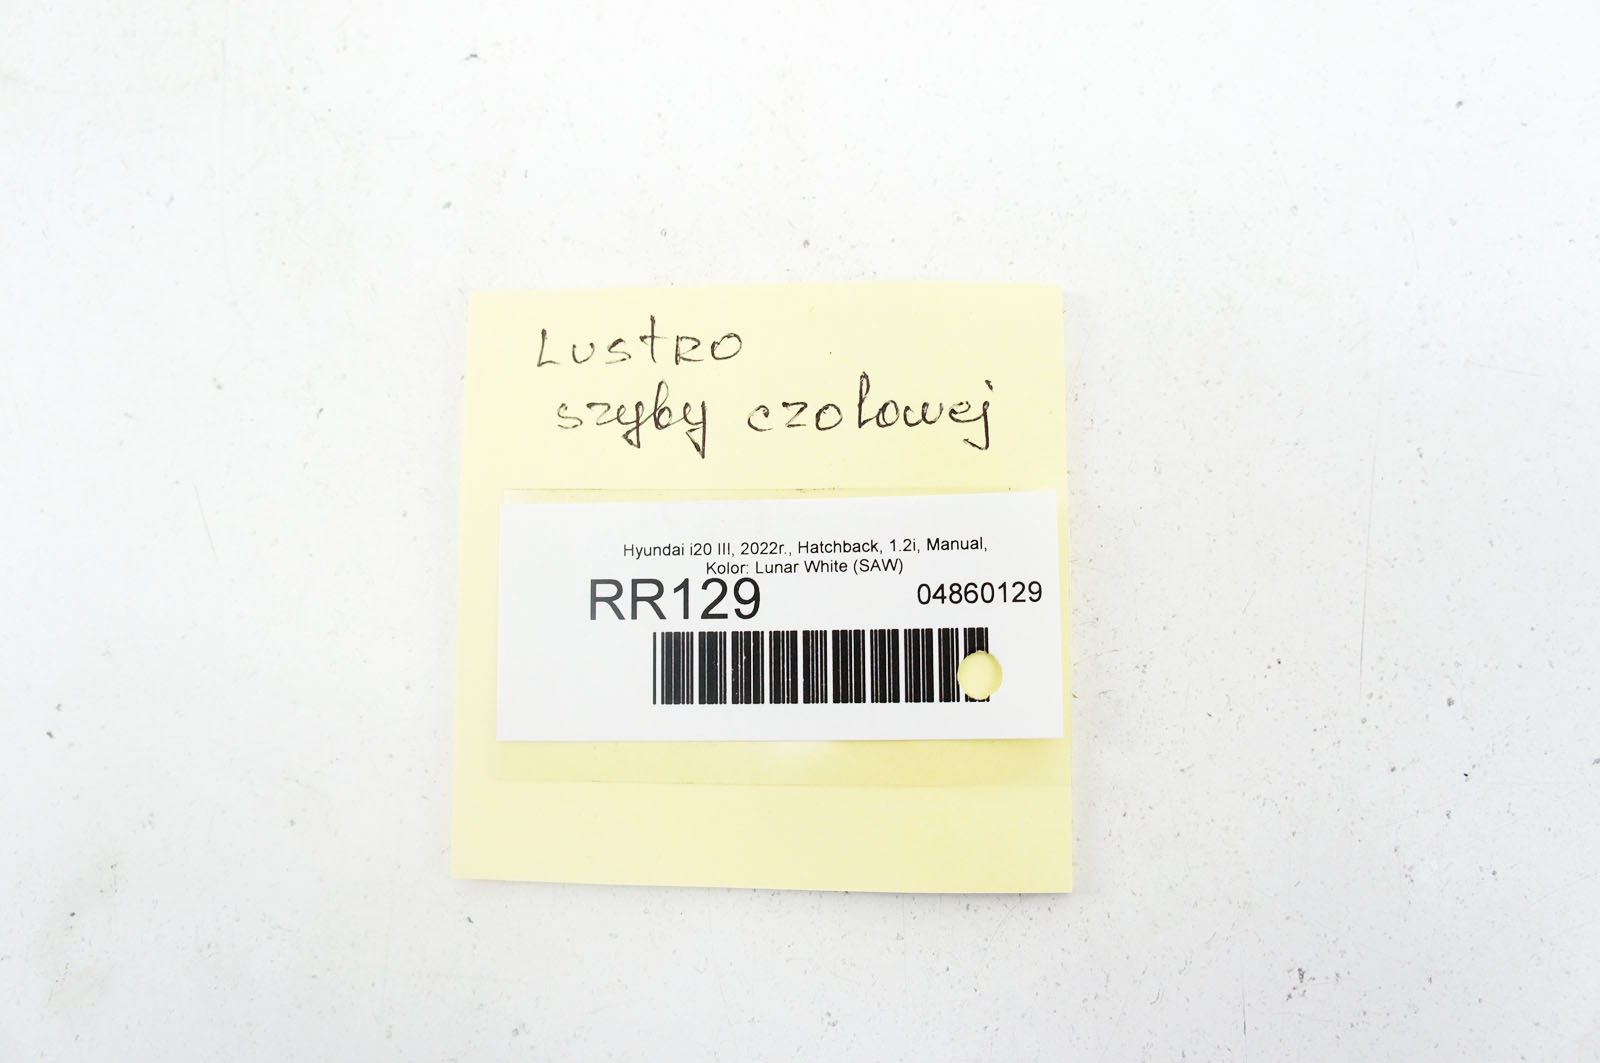 Lustro
szyby czołowej
Hyundai i20 III, 2022r., Hatchback, 1.2i, Manual,
Kolor: Lunar White (SAW)
RR129 04860129